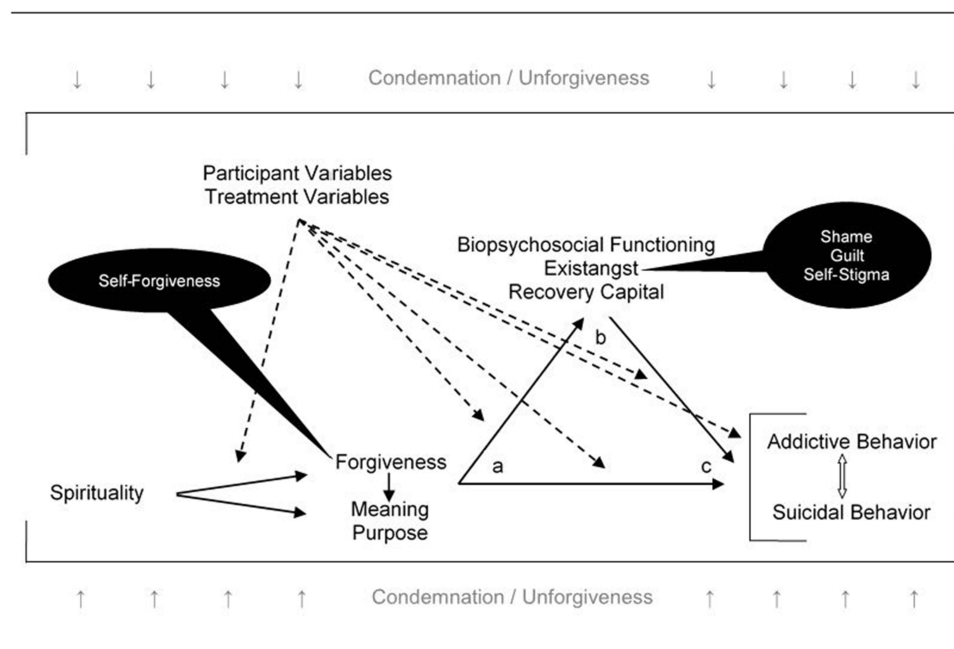 Condemnation / Unforgiveness
Participant Variables
Treatment Variables
Biopsychosocial Functioning
Existangst
Recovery Capital
Shame
Guilt
Self-Stigma
Self-Forgiveness
b
Addictive Behavior
Forgiveness
a
c
Spirituality
Meaning
Purpose
Suicidal Behavior
Condemnation / Unforgiveness